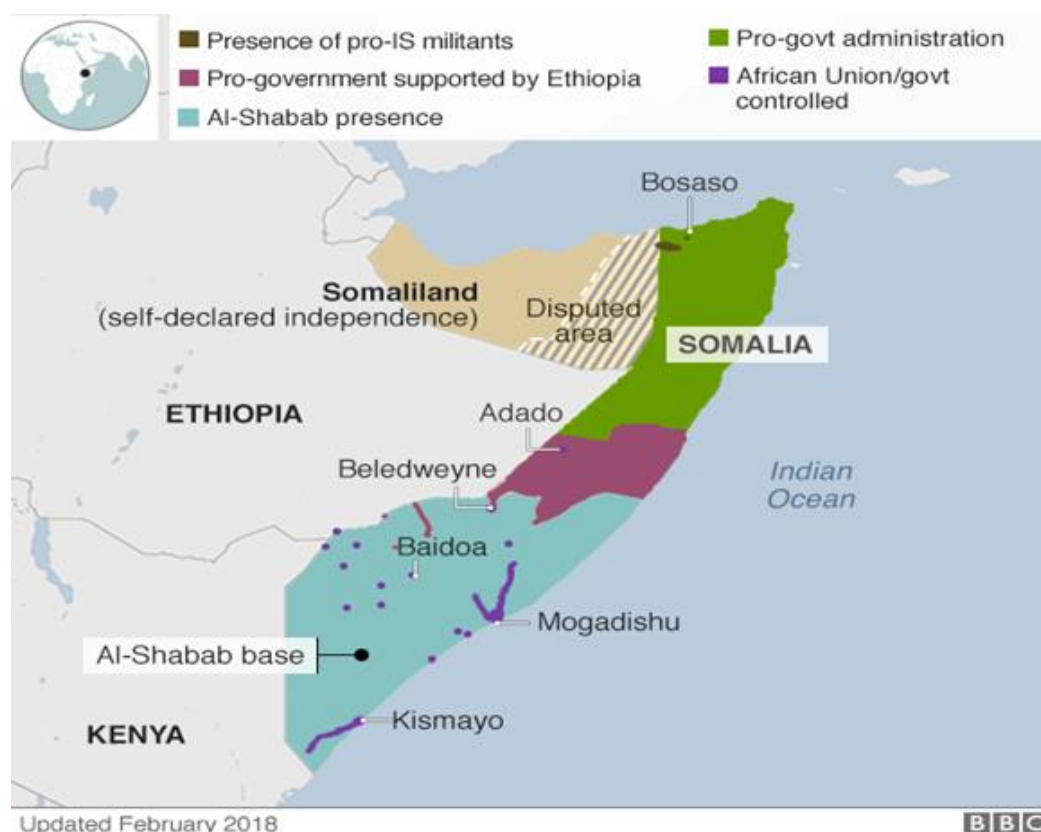 Presence of pro-IS militants
Pro-government supported by Ethiopia
Al-Shabab presence
Pro-govt administration
African Union/govt
controlled
Bosaso
Somaliland
(self-declared independence)
Disputed
area
SOMALIA
ETHIOPIA
Adado
Beledweyne
Indian
Ocean
Baidoa
Mogadishu
Al-Shabab base
Kismayo
KENYA
Updated February 2018
BBC